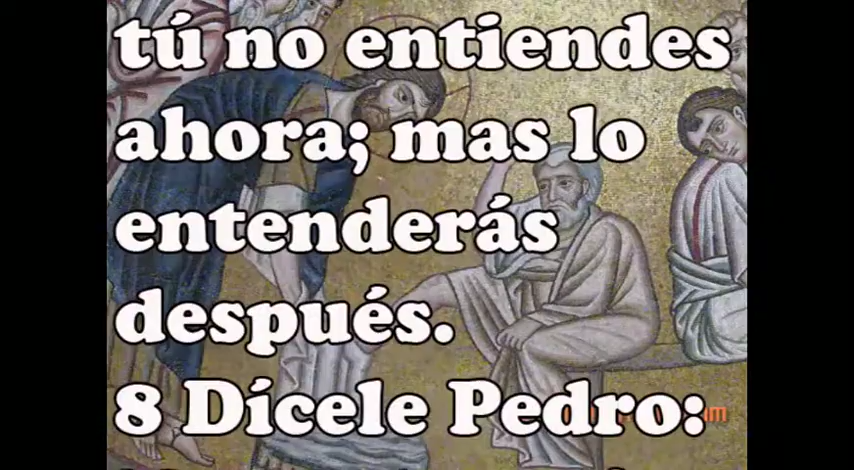 tú no entiendes
ahora; mas lo
entenderás
después.
8 Dícele Pedro: